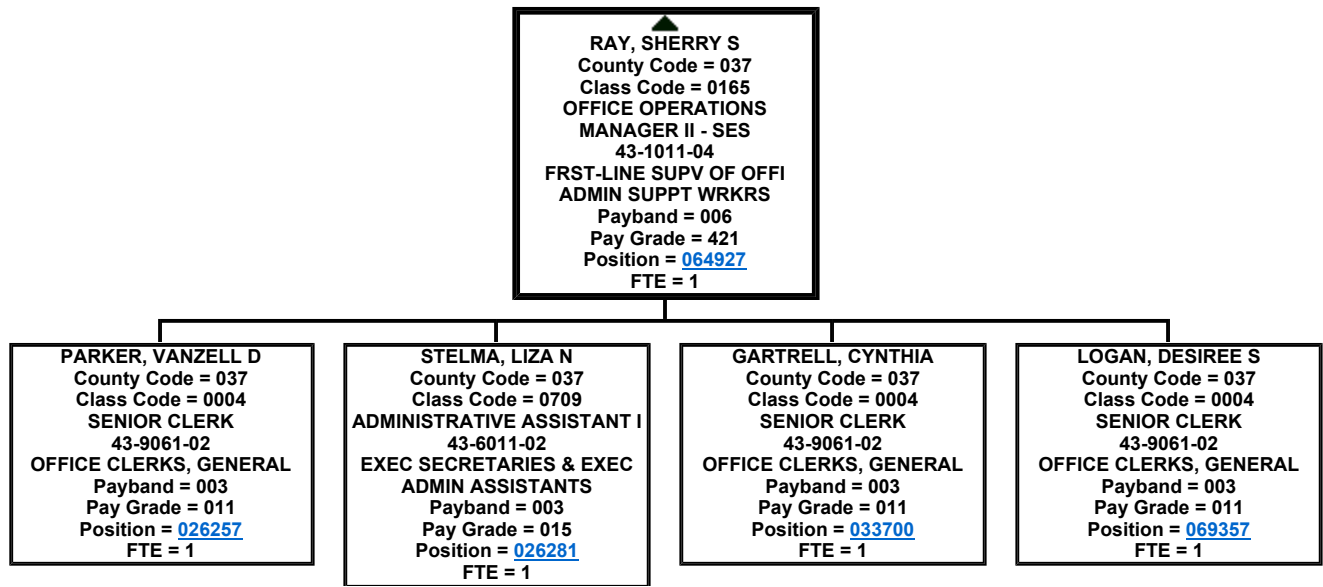 RAY, SHERRY S
County Code = 037
Class Code = 0165
OFFICE OPERATIONS
MANAGER II - SES
43-1011-04
FRST-LINE SUPV OF OFFI
ADMIN SUPPT WRKRS
Payband = 006
Pay Grade = 421
Position = 064927
FTE = 1
PARKER, VANZELL D
County Code = 037
Class Code = 0004
SENIOR CLERK
43-9061-02
OFFICE CLERKS, GENERAL
Payband = 003
Pay Grade = 011
Position = 026257
FTE = 1
STELMA, LIZA N
County Code = 037
Class Code = 0709
ADMINISTRATIVE ASSISTANT I
43-6011-02
EXEC SECRETARIES & EXEC
ADMIN ASSISTANTS
Payband = 003
Pay Grade = 015
Position = 026281
FTE = 1
GARTRELL, CYNTHIA
County Code = 037
Class Code = 0004
SENIOR CLERK
43-9061-02
OFFICE CLERKS, GENERAL
Payband = 003
Pay Grade = 011
Position = 033700
FTE = 1
LOGAN, DESIREE S
County Code = 037
Class Code = 0004
SENIOR CLERK
43-9061-02
OFFICE CLERKS, GENERAL
Payband = 003
Pay Grade = 011
Position = 069357
FTE = 1